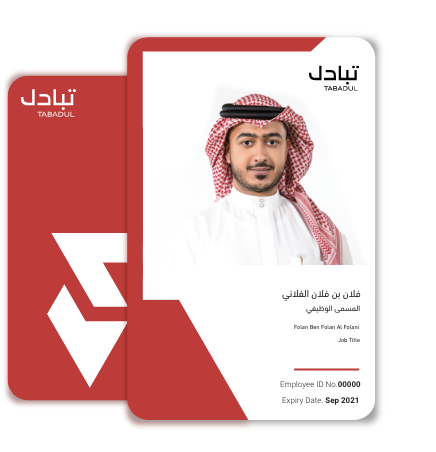 تبادل
TABADUL
تبادل
TABADUL
فلان بن فلان الفلاني
المسمى الوظيفي
Folan Ben Folan Al Folani
Job Title
Employee ID No.00000
Expiry Date. Sep 2021